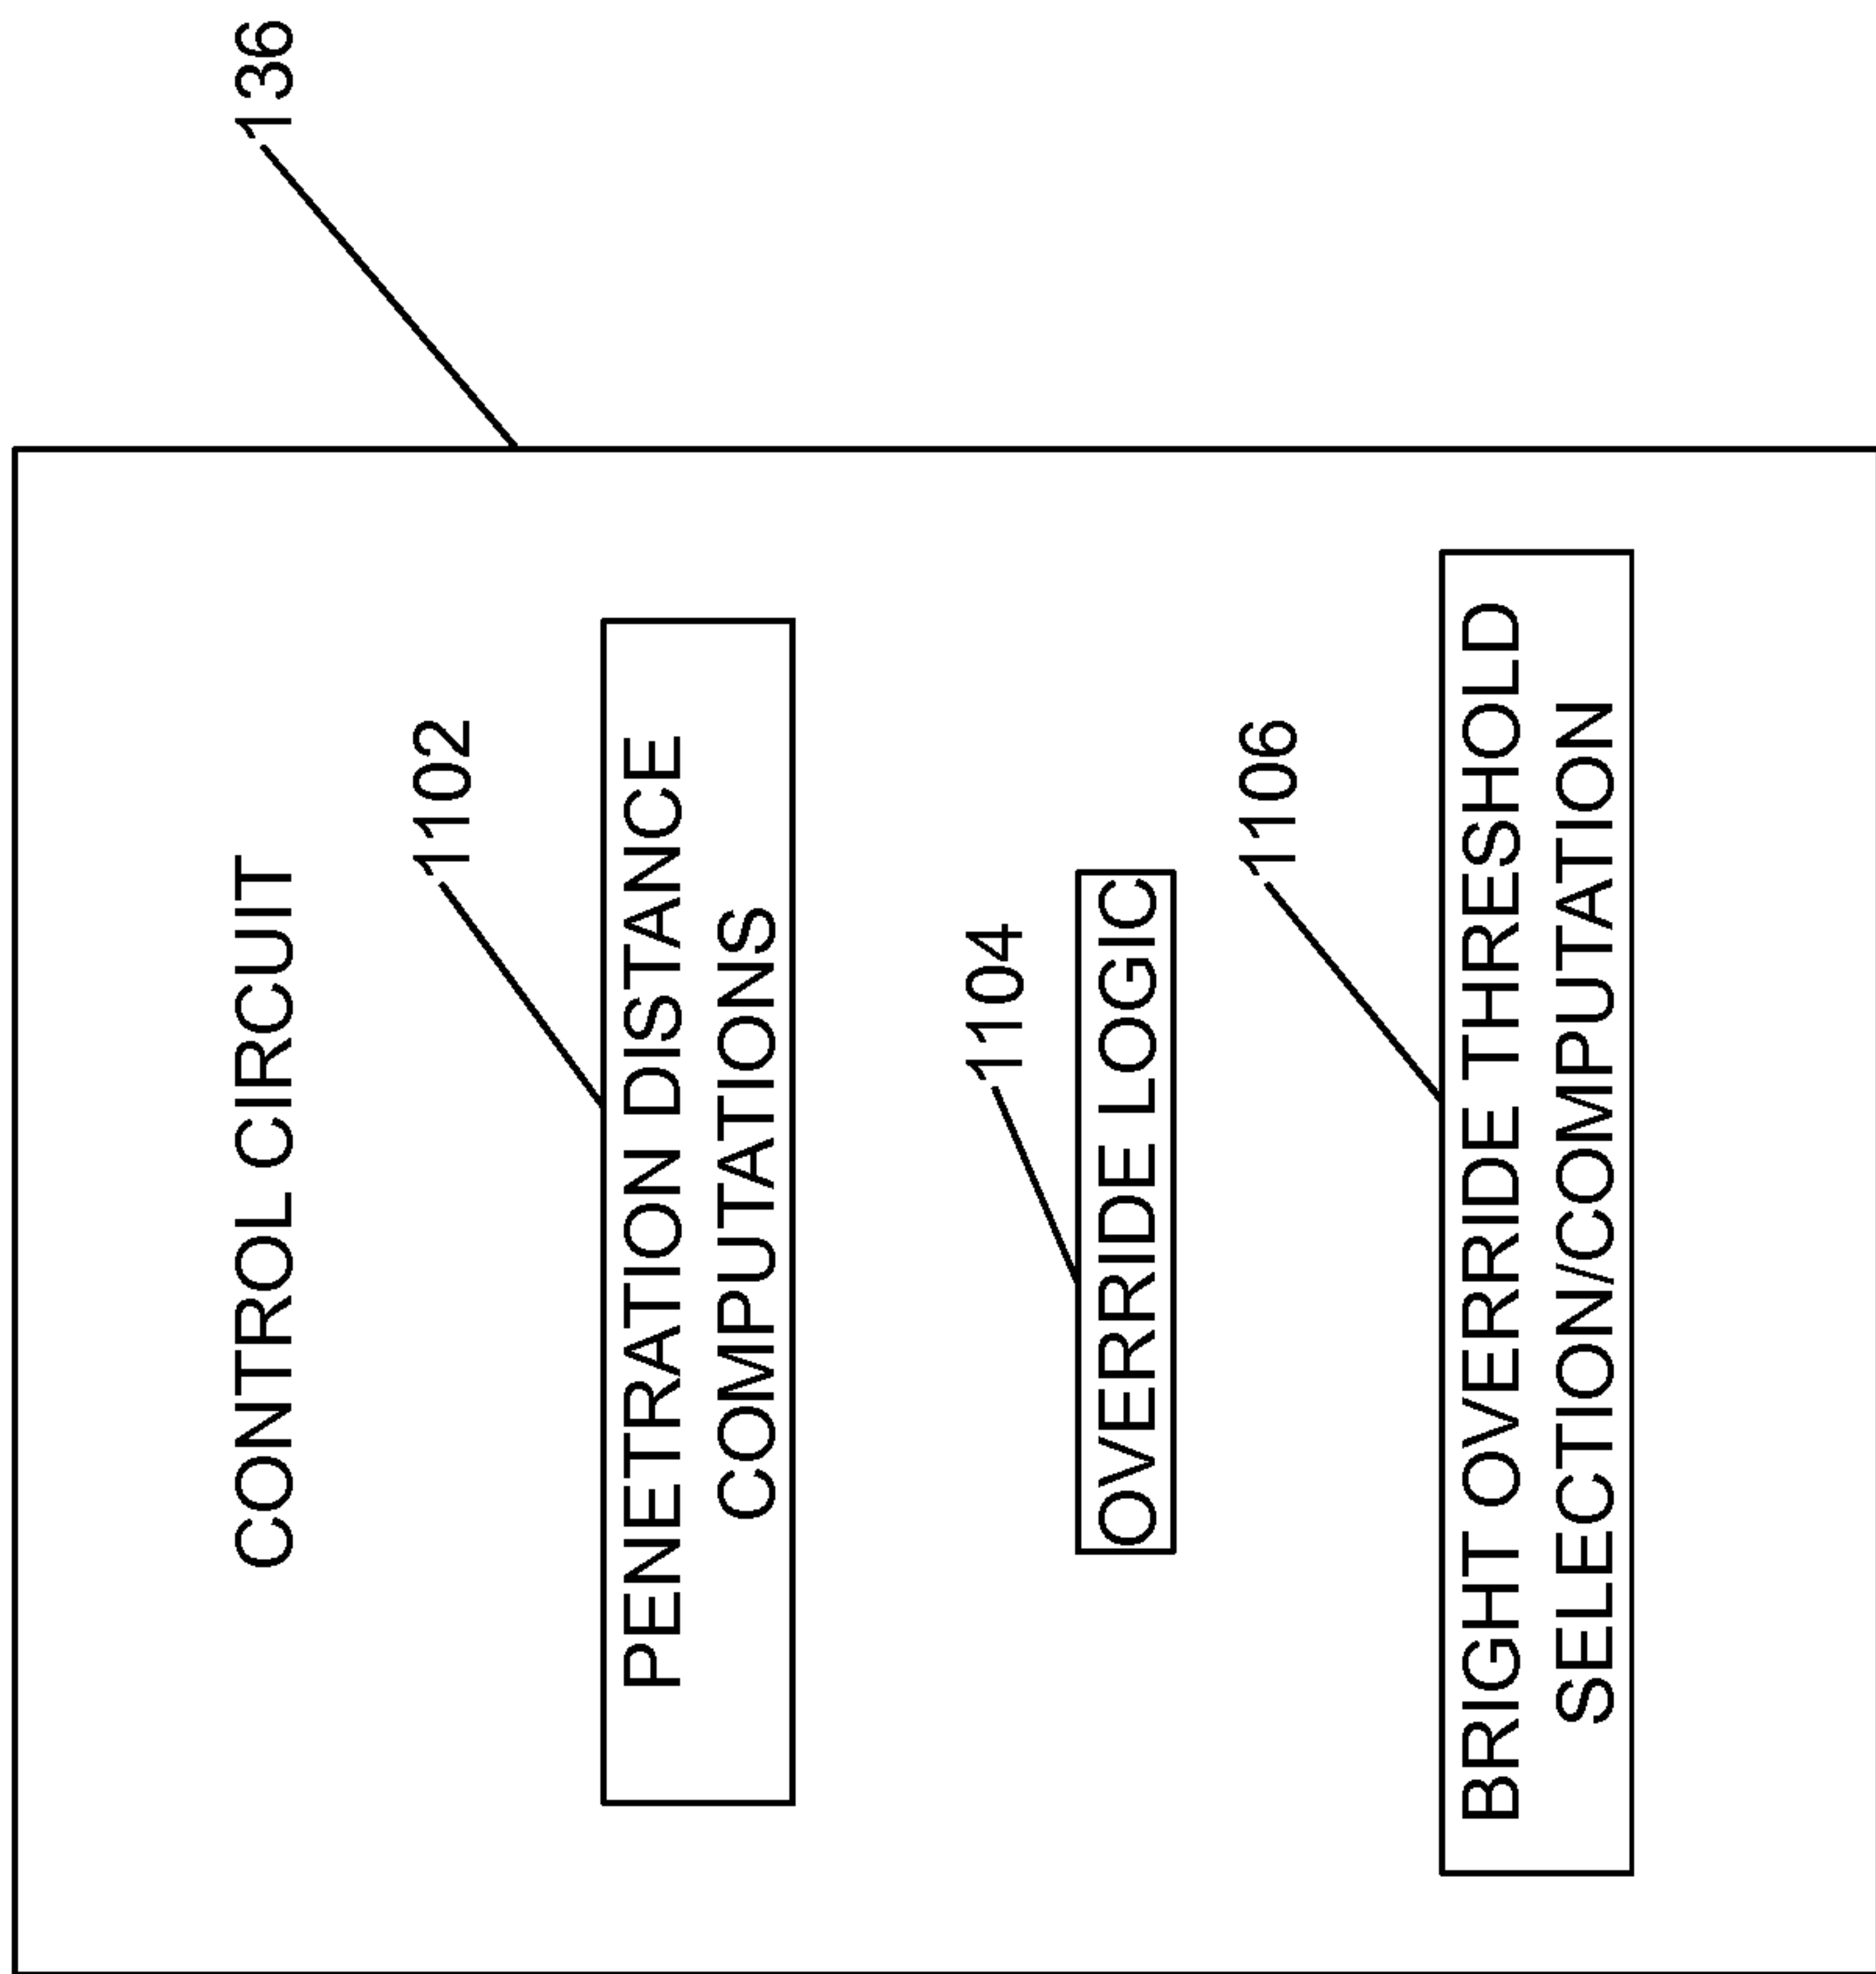 136
CONTROL CIRCUIT
1102
PENETRATION DISTANCE
COMPUTATIONS
1104
OVERRIDE LOGIC
1106
BRIGHT OVERRIDE THRESHOLD
SELECTION/COMPUTATION